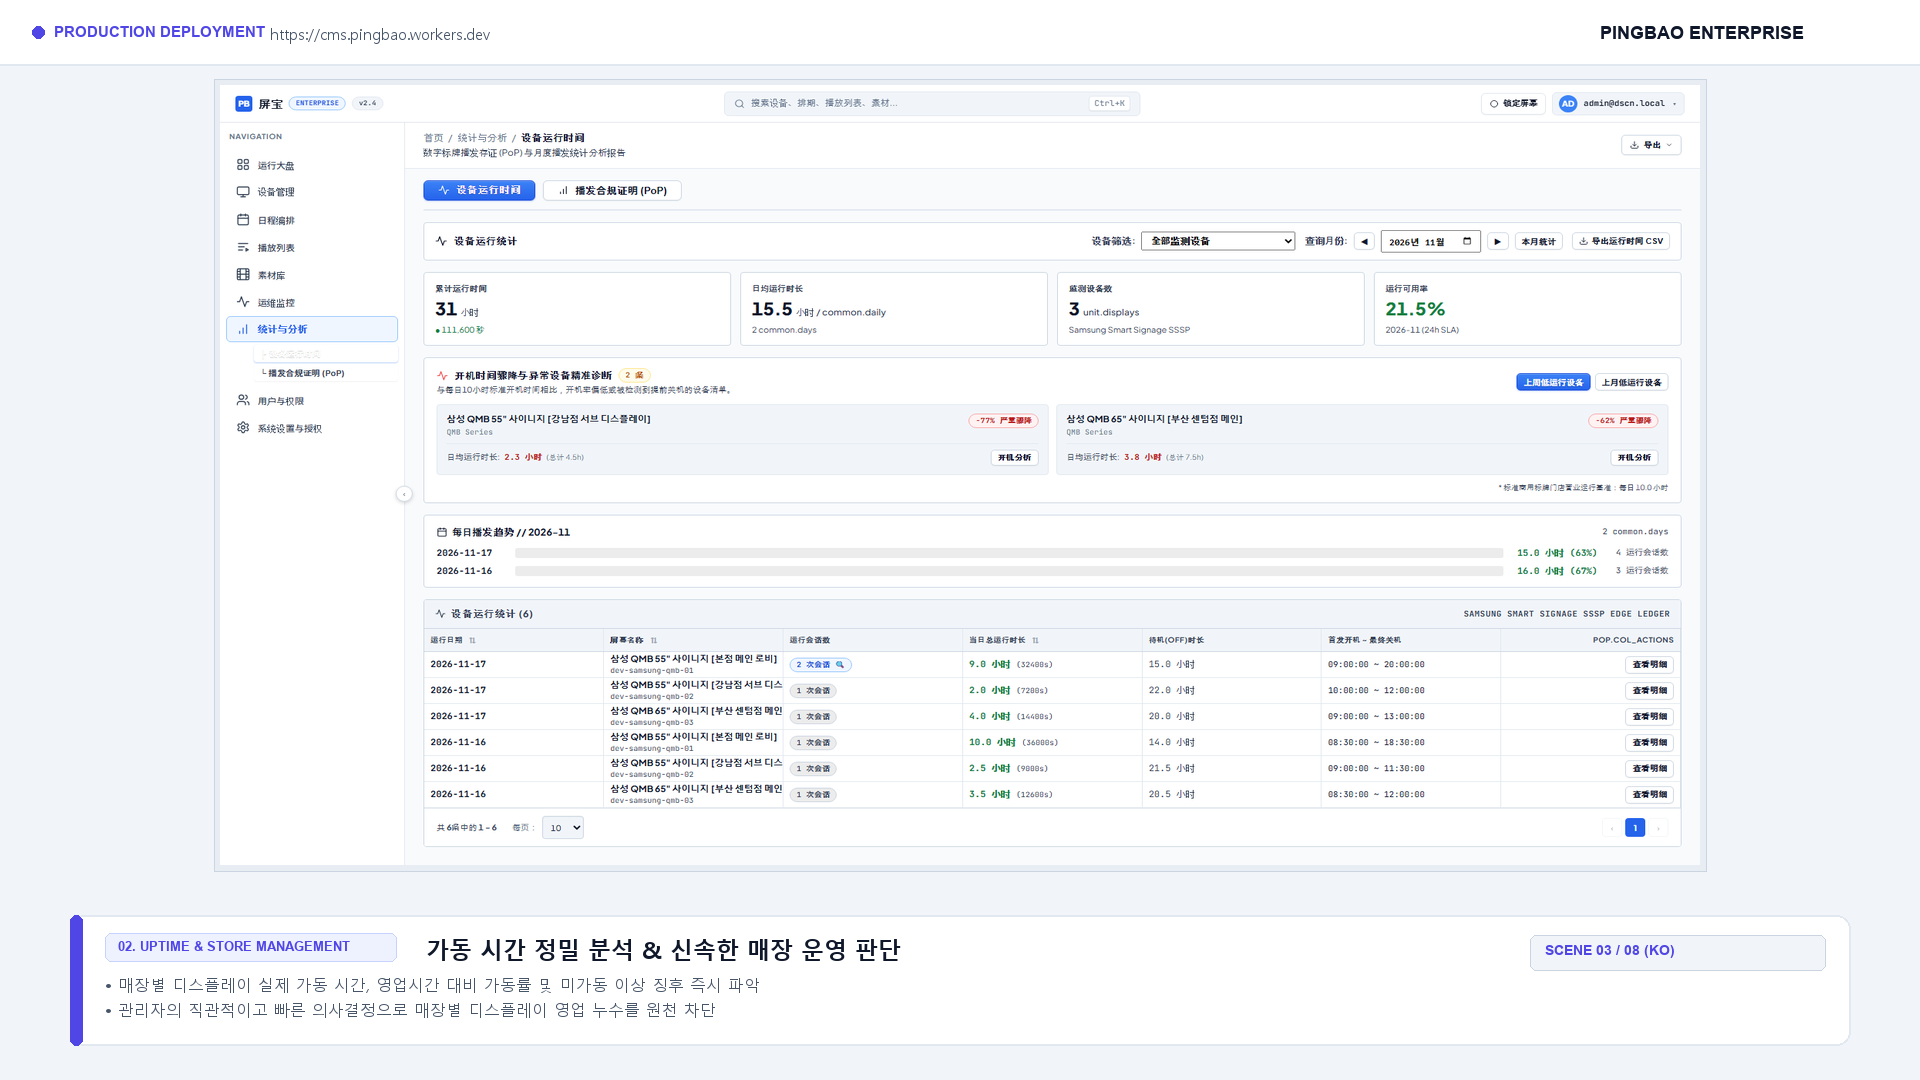 PRODUCTION DEPLOYMENT https://cms.pingbao.workers.dev
PINGBAO ENTERPRISE
PB 屏宝 ENTERPRISE v2.4
搜索设备、排期、播放列表、素材... Ctrl+K
锁定屏幕
AD admin@dscn.local
NAVIGATION
运行大盘
设备管理
日程编排
播放列表
素材库
运维监控
统计与分析
└ 播发合规证明 (PoP)
用户与权限
系统设置与授权
首页 / 统计与分析 / 设备运行时间
数字标牌播发存证 (PoP) 与月度播发统计分析报告
导出
设备运行时间
播发合规证明 (PoP)
设备运行统计
设备筛选: 全部监测设备
查询月份: ◀ 2026年 11月 ▶ 本月统计
导出运行时间 CSV
累计运行时间
31 小时
● 111,600 秒
日均运行时长
15.5 小时 / common.daily
2 common.days
监测设备数
3 unit.displays
Samsung Smart Signage SSSP
运行可用率
21.5%
2026-11 (24h SLA)
开机时间骤降与异常设备精准诊断 2 条
与每日10小时标准开机时间相比，开机率偏低或被检测到提前关机的设备清单。
上周低运行设备 上月低运行设备
삼성 QMB 55" 사이니지 [강남점 서브 디스플레이] -77% 严重骤降
QMB Series
日均运行时长: 2.3 小时 (总计 4.5h) 开机分析
삼성 QMB 65" 사이니지 [부산 센텀점 메인] -62% 严重骤降
QMB Series
日均运行时长: 3.8 小时 (总计 7.5h) 开机分析
* 标准商用标牌门店营业运行基准：每日 10.0 小时
每日播发趋势 // 2026-11 2 common.days
2026-11-17 15.0 小时 (63%) 4 运行会话数
2026-11-16 16.0 小时 (67%) 3 运行会话数
设备运行统计 (6) SAMSUNG SMART SIGNAGE SSSP EDGE LEDGER
运行日期 ⇅ 屏幕名称 ⇅ 运行会话数 当日总运行时长 ⇅ 待机(OFF)时长 首发开机 ~ 最终关机 POP.COL_ACTIONS
2026-11-17 삼성 QMB 55" 사이니지 [본점 메인 로비] 2 次会话 9.0 小时 (32400s) 15.0 小时 09:00:00 ~ 20:00:00 查看明细
dev-samsung-qmb-01
2026-11-17 삼성 QMB 55" 사이니지 [강남점 서브 디스 1 次会话 2.0 小时 (7200s) 22.0 小时 10:00:00 ~ 12:00:00 查看明细
dev-samsung-qmb-02
2026-11-17 삼성 QMB 65" 사이니지 [부산 센텀점 메인 1 次会话 4.0 小时 (14400s) 20.0 小时 09:00:00 ~ 13:00:00 查看明细
dev-samsung-qmb-03
2026-11-16 삼성 QMB 55" 사이니지 [본점 메인 로비] 1 次会话 10.0 小时 (36000s) 14.0 小时 08:30:00 ~ 18:30:00 查看明细
dev-samsung-qmb-01
2026-11-16 삼성 QMB 55" 사이니지 [강남점 서브 디스 1 次会话 2.5 小时 (9000s) 21.5 小时 09:00:00 ~ 11:30:00 查看明细
dev-samsung-qmb-02
2026-11-16 삼성 QMB 65" 사이니지 [부산 센텀점 메인 1 次会话 3.5 小时 (12600s) 20.5 小时 08:30:00 ~ 12:00:00 查看明细
dev-samsung-qmb-03
共 6条中的 1 - 6 每页： 10 ‹ 1 ›
02. UPTIME & STORE MANAGEMENT
가동 시간 정밀 분석 & 신속한 매장 운영 판단
SCENE 03 / 08 (KO)
• 매장별 디스플레이 실제 가동 시간, 영업시간 대비 가동률 및 미가동 이상 징후 즉시 파악
• 관리자의 직관적이고 빠른 의사결정으로 매장별 디스플레이 영업 누수를 원천 차단